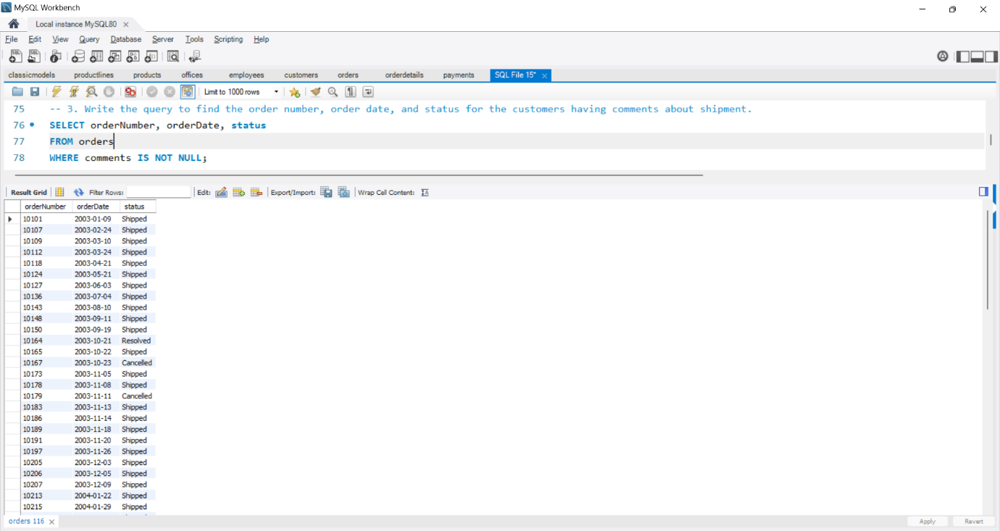 MySQL Workbench
Local instance MySQL80
File Edit View Query Database Server Tools Scripting Help
classicmodels productlines products offices employees customers orders orderdetails payments SQL File 15*
Limit to 1000 rows
75 -- 3. Write the query to find the order number, order date, and status for the customers having comments about shipment.
76 SELECT orderNumber, orderDate, status
77 FROM orders
78 WHERE comments IS NOT NULL;
Result Grid Filter Rows: Edit: Export/Import: Wrap Cell Content:
orderNumber orderDate status
10101 2003-01-09 Shipped
10107 2003-02-24 Shipped
10109 2003-03-10 Shipped
10112 2003-03-24 Shipped
10118 2003-04-21 Shipped
10124 2003-05-21 Shipped
10127 2003-06-03 Shipped
10136 2003-07-04 Shipped
10143 2003-08-10 Shipped
10148 2003-09-11 Shipped
10150 2003-09-19 Shipped
10164 2003-10-21 Resolved
10165 2003-10-22 Shipped
10167 2003-10-23 Cancelled
10173 2003-11-05 Shipped
10178 2003-11-08 Shipped
10179 2003-11-11 Cancelled
10183 2003-11-13 Shipped
10186 2003-11-14 Shipped
10189 2003-11-18 Shipped
10191 2003-11-20 Shipped
10197 2003-11-26 Shipped
10205 2003-12-03 Shipped
10206 2003-12-05 Shipped
10207 2003-12-09 Shipped
10213 2004-01-22 Shipped
10215 2004-01-29 Shipped
orders 116 Apply Revert